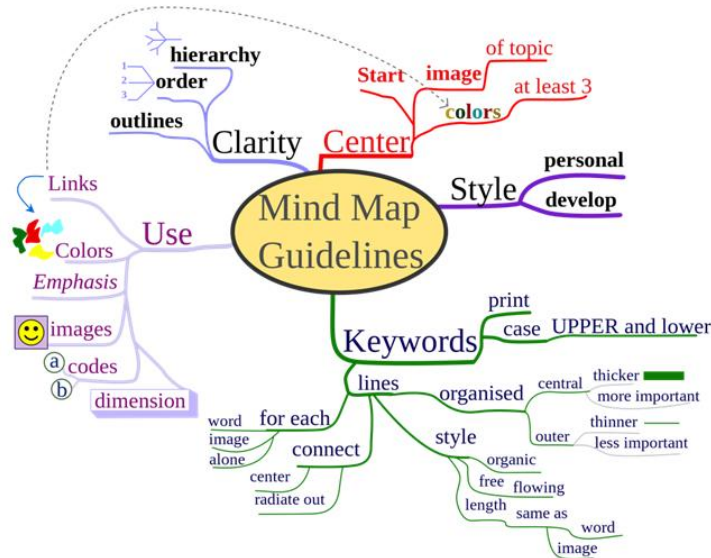 Mind Map
Guidelines
Clarity
hierarchy
order
1
2
3
outlines
Center
Start
image
of topic
colors
at least 3
Style
personal
develop
Use
Links
Colors
Emphasis
images
codes
a
b
dimension
Keywords
print
case
UPPER and lower
lines
for each
word
image
alone
connect
center
radiate out
style
organic
free
flowing
length
same as
word
image
organised
central
thicker
more important
outer
thinner
less important